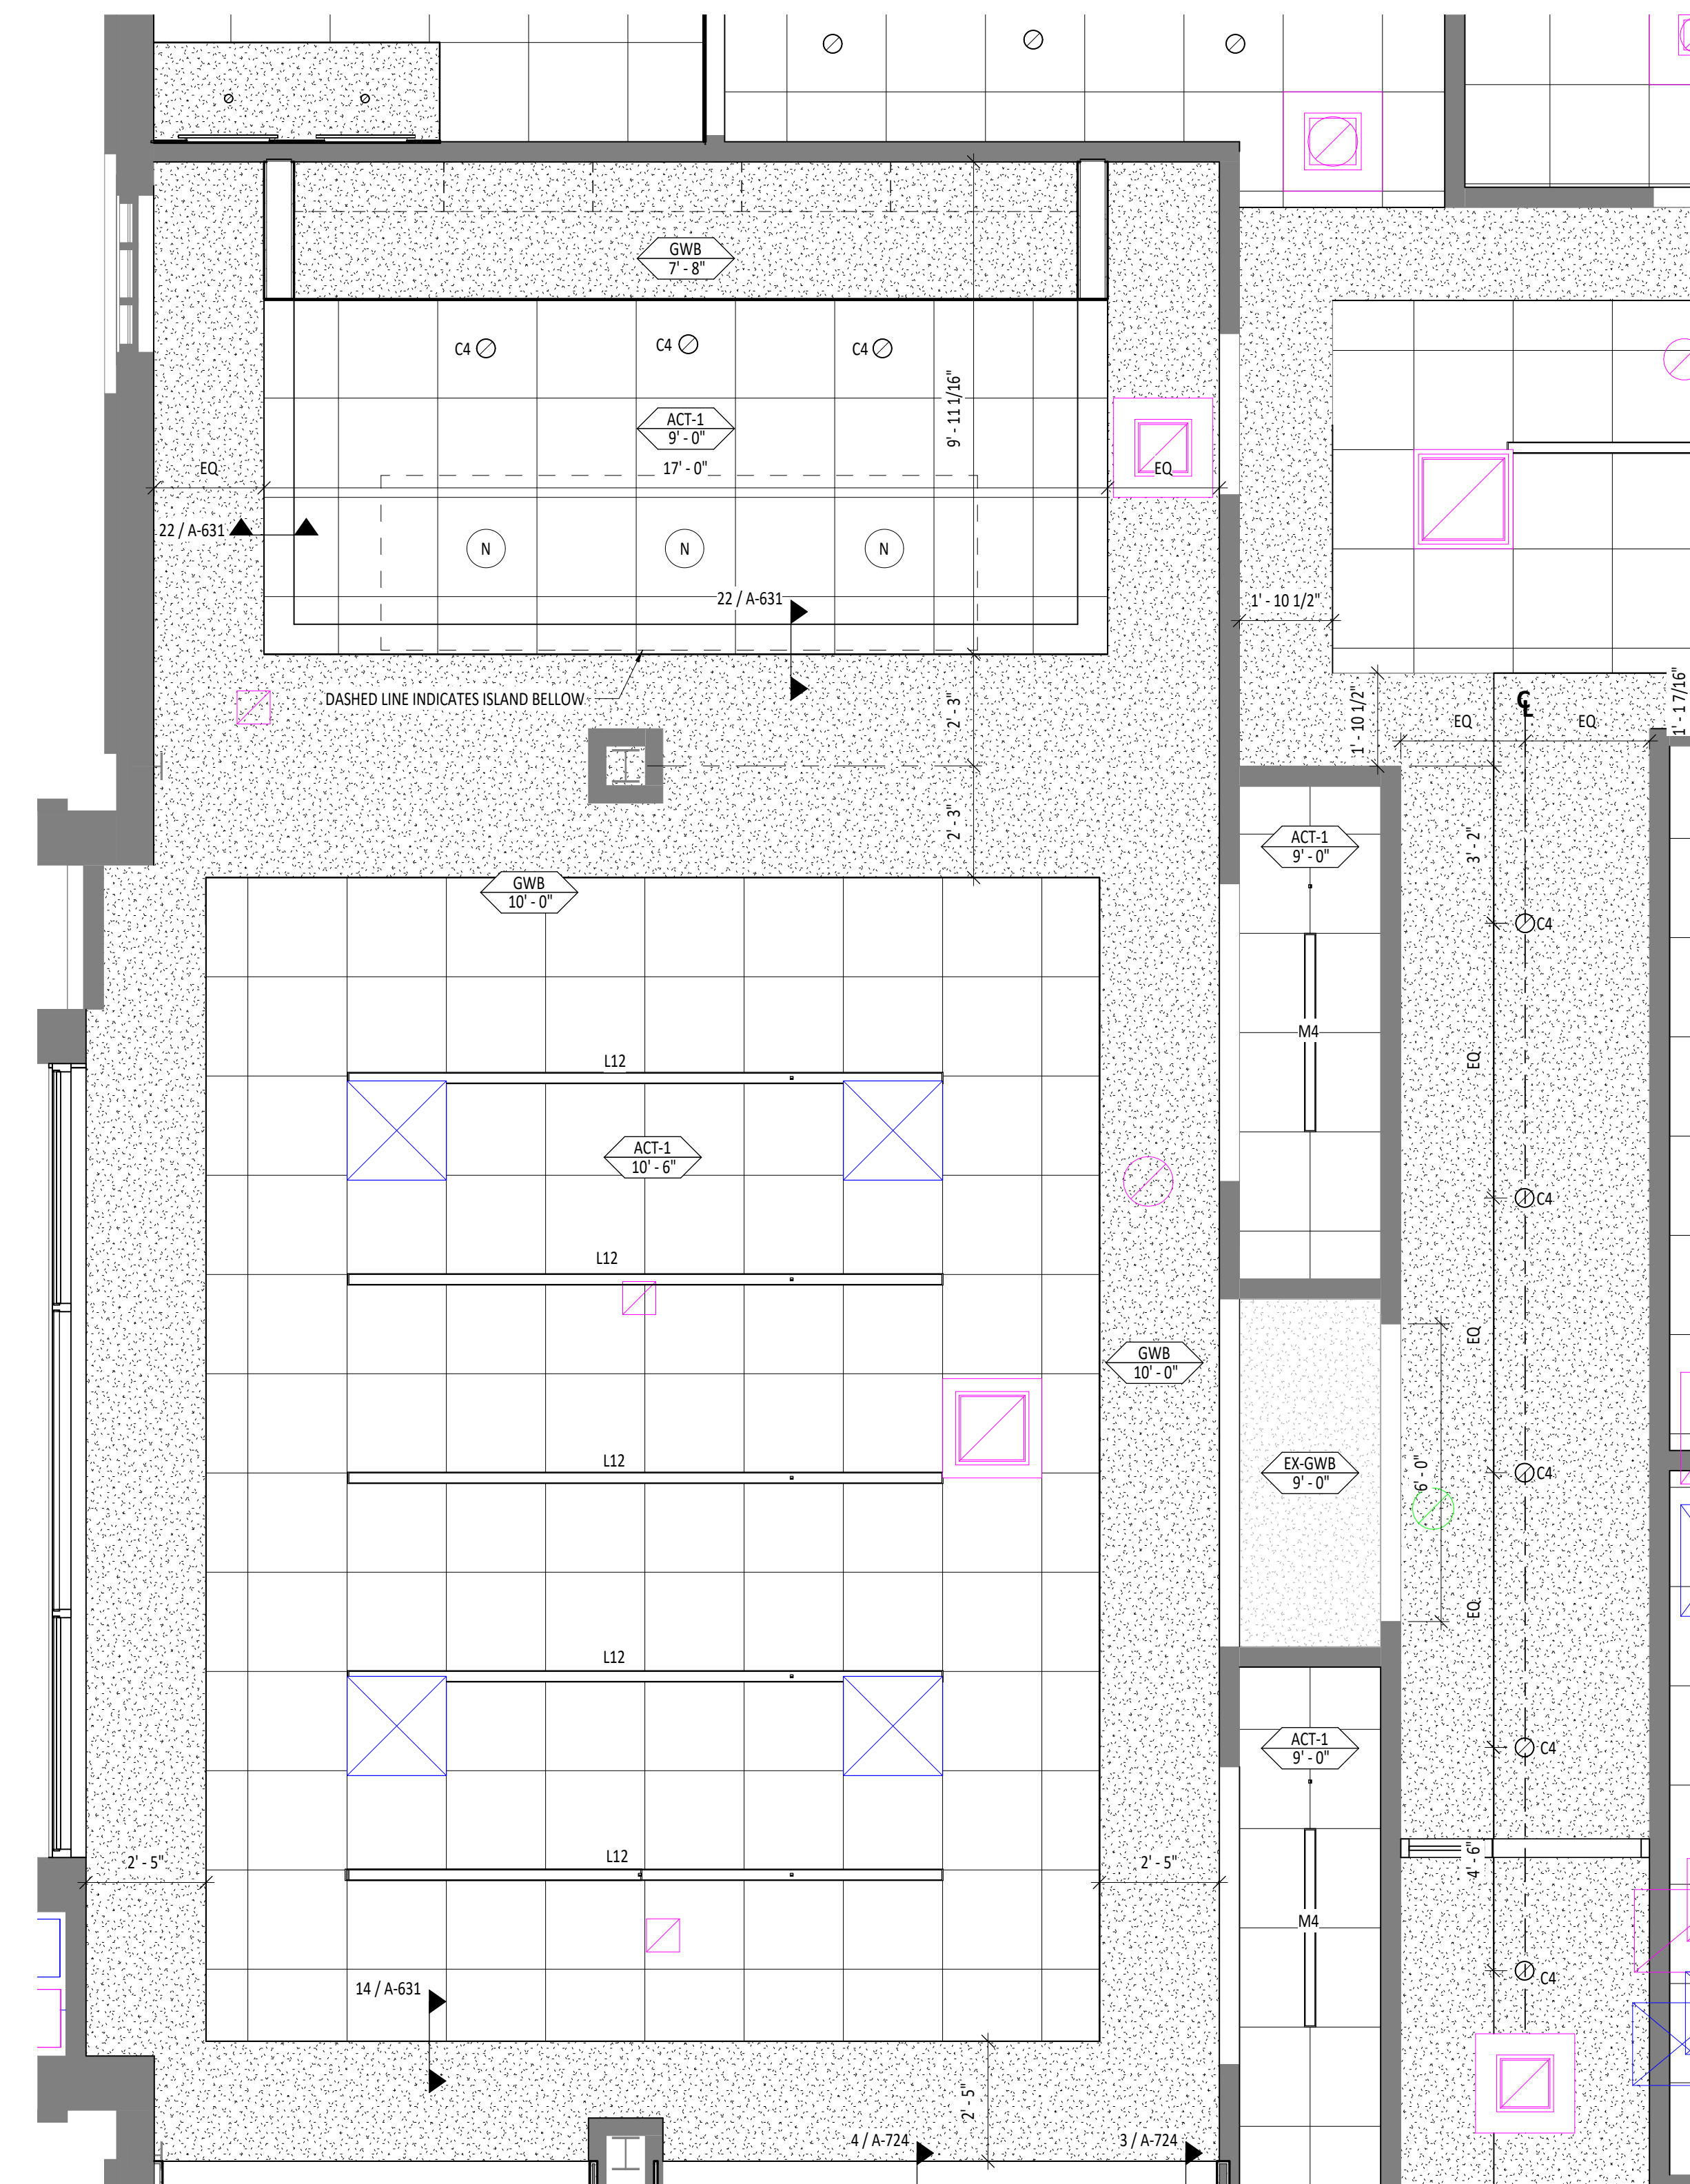 GWB
7' - 8"
C4
C4
C4
9' - 11 1/16"
ACT-1
9' - 0"
EQ
17' - 0"
EQ
22 / A-631
N
N
N
22 / A-631
1' - 10 1/2"
DASHED LINE INDICATES ISLAND BELLOW
2' - 3"
1' - 10 1/2"
EQ
CL
EQ
1' - 1 7/16"
2' - 3"
ACT-1
9' - 0"
3' - 2"
GWB
10' - 0"
C4
M4
L12
EQ
ACT-1
10' - 6"
C4
L12
EQ
GWB
10' - 0"
L12
EX-GWB
9' - 0"
6' 0"
C4
EQ
L12
ACT-1
9' - 0"
C4
2' - 5"
L12
2' - 5"
4' - 6"
M4
14 / A-631
C4
2' - 5"
4 / A-724
3 / A-724